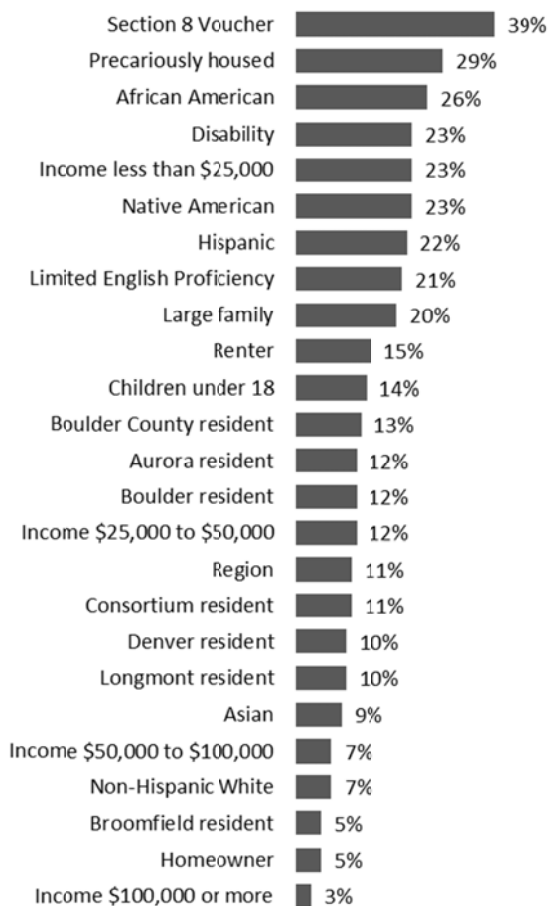 Section 8 Voucher 39%
Precariously housed 29%
African American 26%
Disability 23%
Income less than $25,000 23%
Native American 23%
Hispanic 22%
Limited English Proficiency 21%
Large family 20%
Renter 15%
Children under 18 14%
Boulder County resident 13%
Aurora resident 12%
Boulder resident 12%
Income $25,000 to $50,000 12%
Region 11%
Consortium resident 11%
Denver resident 10%
Longmont resident 10%
Asian 9%
Income $50,000 to $100,000 7%
Non-Hispanic White 7%
Broomfield resident 5%
Homeowner 5%
Income $100,000 or more 3%